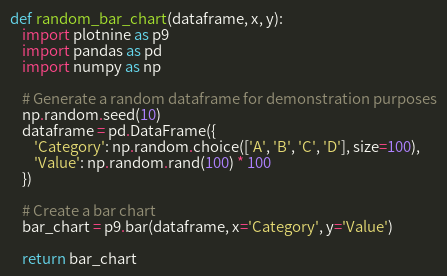 def random_bar_chart(dataframe, x, y):
    import plotnine as p9
    import pandas as pd
    import numpy as np

    # Generate a random dataframe for demonstration purposes
    np.random.seed(10)
    dataframe = pd.DataFrame({
        'Category': np.random.choice(['A', 'B', 'C', 'D'], size=100),
        'Value': np.random.rand(100) * 100
    })

    # Create a bar chart
    bar_chart = p9.bar(dataframe, x='Category', y='Value')

    return bar_chart